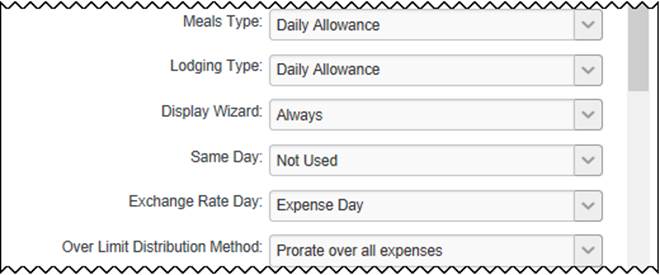 Meals Type: Daily Allowance
Lodging Type: Daily Allowance
Display Wizard: Always
Same Day: Not Used
Exchange Rate Day: Expense Day
Over Limit Distribution Method: Prorate over all expenses